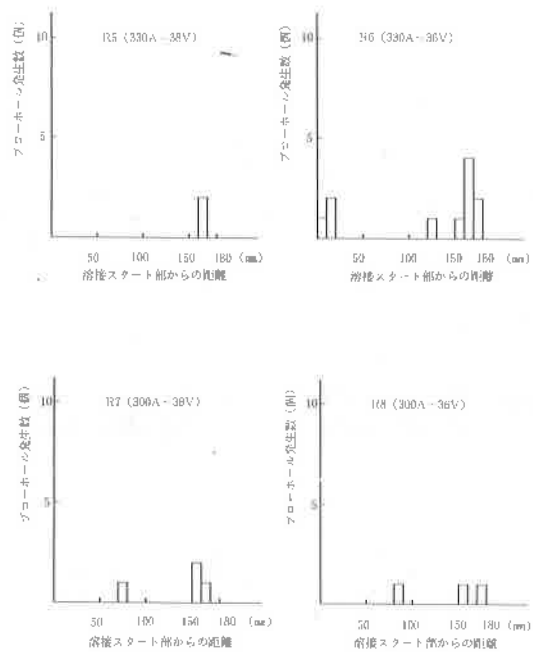 ブローホール発生数 (個)
10
5
R5 (330A-38V)
50 100 150 180 (mm)
溶接スタート部からの距離
ブローホール発生数 (個)
10
5
R6 (330A-36V)
50 100 150 180 (mm)
溶接スタート部からの距離
ブローホール発生数 (個)
10
5
R7 (300A-38V)
50 100 150 180 (mm)
溶接スタート部からの距離
ブローホール発生数 (個)
10
5
R8 (300A-36V)
50 100 150 180 (mm)
溶接スタート部からの距離